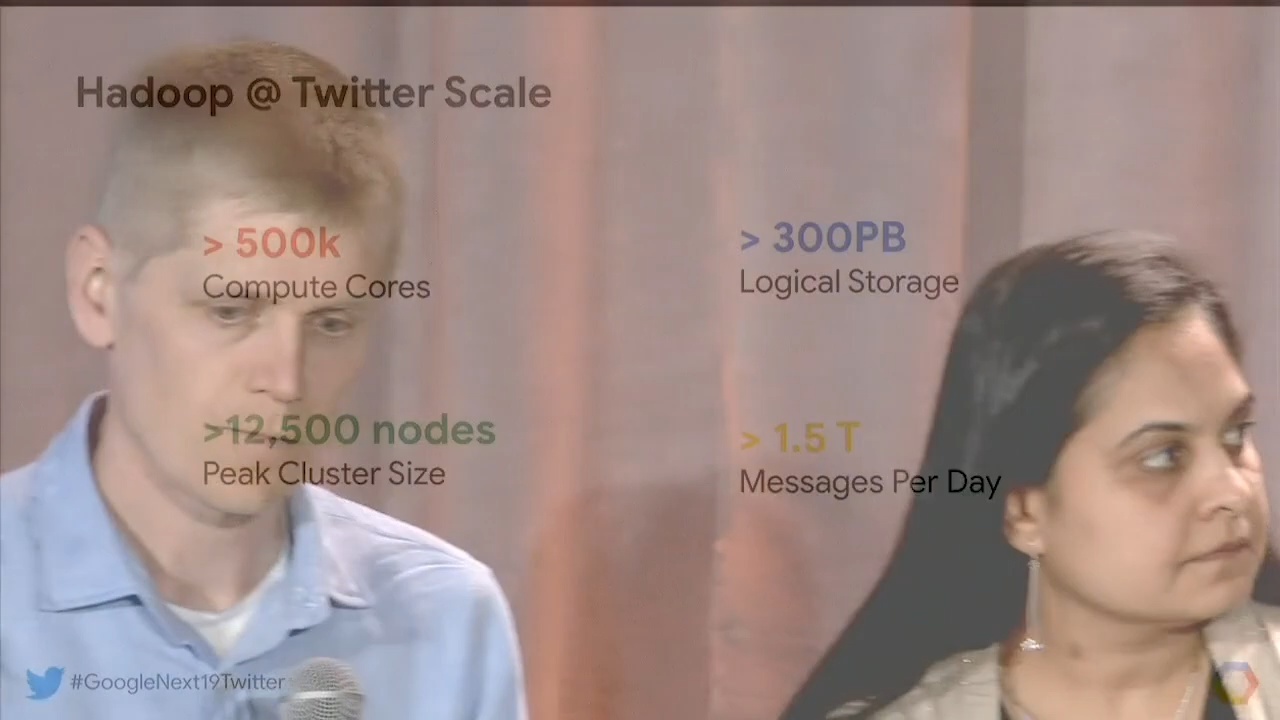 Hadoop @ Twitter Scale
> 500k
Compute Cores
> 300PB
Logical Storage
>12,500 nodes
Peak Cluster Size
> 1.5 T
Messages Per Day
#GoogleNext19Twitter